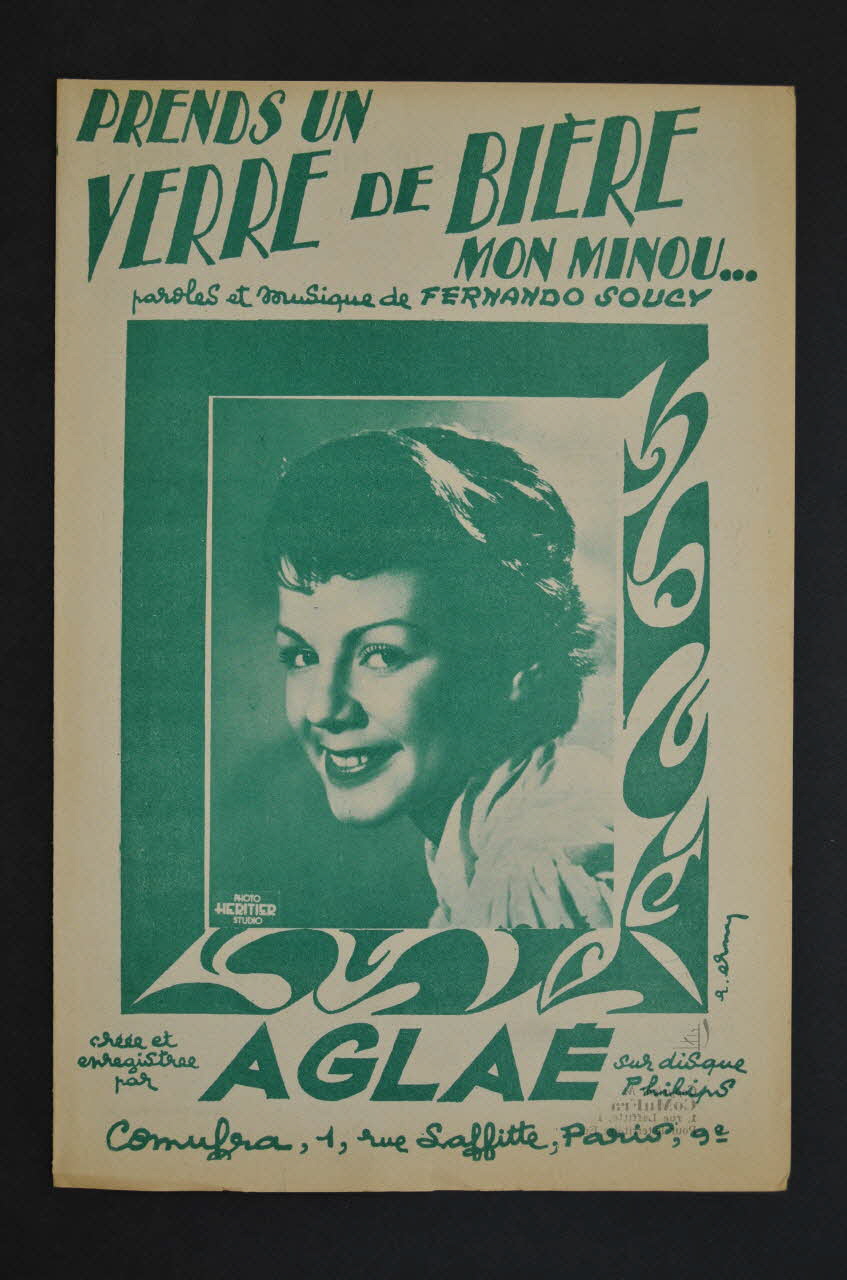 PRENDS UN
VERRE DE BIÈRE
MON MINOU...
paroles et musique de FERNANDO SOUCY
PHOTO
HERITIER
STUDIO
créée et
enregistree
par
AGLAÉ
sur disque
Philips
Comufra, 1, rue Laffitte, Paris, 9e